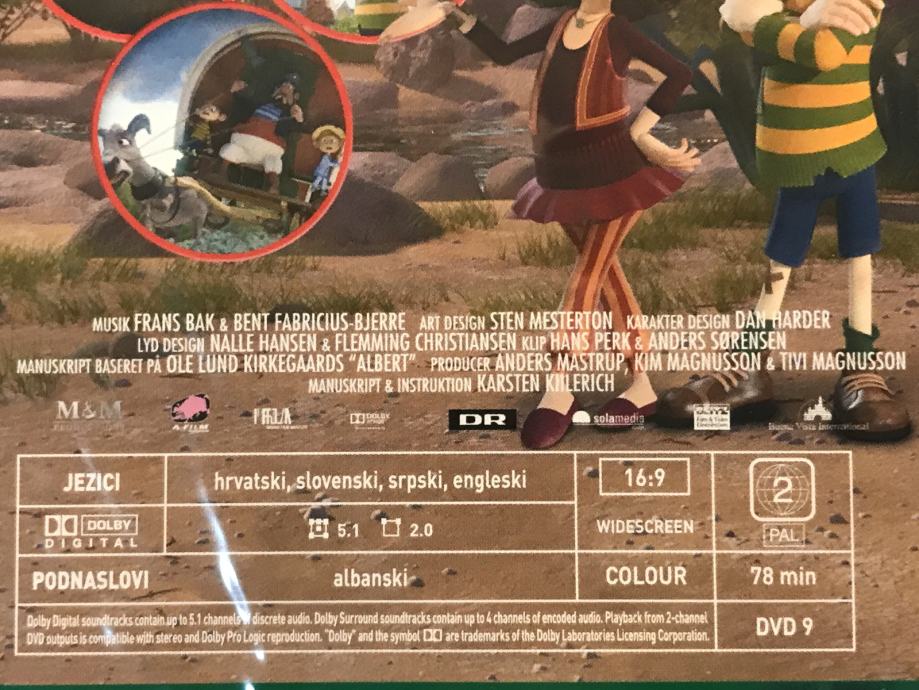 MUSIK FRANS BAK & BENT FABRICIUS-BJERRE ART DESIGN STEN MESTERTON KARAKTER DESIGN DAN HARDER
LYD DESIGN NALLE HANSEN & FLEMMING CHRISTIANSEN KLIP HANS PERK & ANDERS SØRENSEN
MANUSKRIPT BASERET PÅ OLE LUND KIRKEGAARDS "ALBERT" PRODUCER ANDERS MASTRUP, KIM MAGNUSSON & TIVI MAGNUSSON
MANUSKRIPT & INSTRUKTION KARSTEN KIILERICH
M&M A-FILM DOLBY DR solamedia Buena Vista International
JEZICI hrvatski, slovenski, srpski, engleski 16:9 2
DOLBY DIGITAL 5.1 2.0 WIDESCREEN PAL
PODNASLOVI albanski COLOUR 78 min
Dolby Digital soundtracks contain up to 5.1 channels of discrete audio. Dolby Surround soundtracks contain up to 4 channels of encoded audio. Playback from 2-channel
DVD outputs is compatible with stereo and Dolby Pro Logic reproduction. "Dolby" and the symbol are trademarks of the Dolby Laboratories Licensing Corporation.
DVD 9